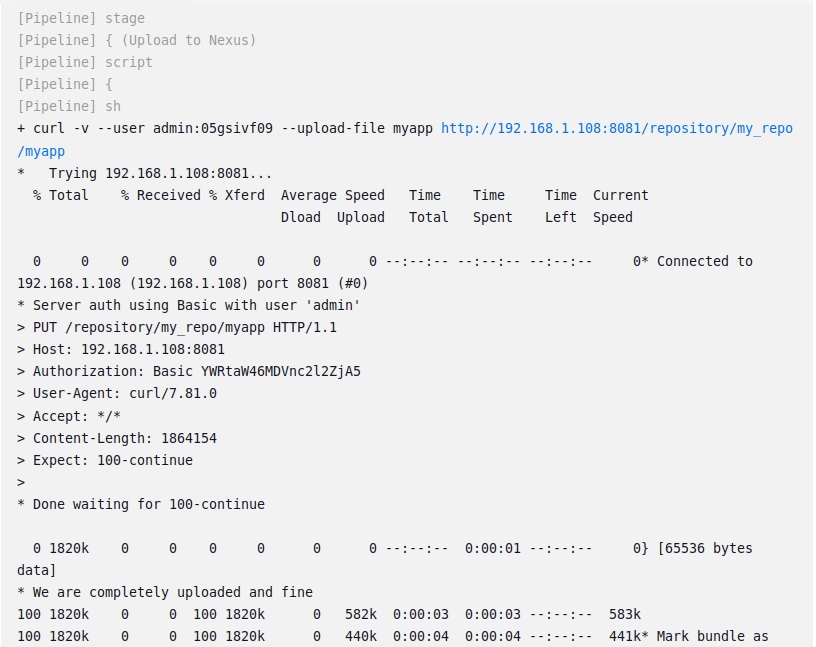 [Pipeline] stage
[Pipeline] { (Upload to Nexus)
[Pipeline] script
[Pipeline] {
[Pipeline] sh
+ curl -v --user admin:05gsivf09 --upload-file myapp http://192.168.1.108:8081/repository/my_repo
/myapp
*   Trying 192.168.1.108:8081...
  % Total    % Received % Xferd  Average Speed   Time    Time     Time  Current
                                 Dload  Upload   Total   Spent    Left  Speed
  0     0    0     0    0     0      0      0 --:--:-- --:--:-- --:--:--     0* Connected to
192.168.1.108 (192.168.1.108) port 8081 (#0)
* Server auth using Basic with user 'admin'
> PUT /repository/my_repo/myapp HTTP/1.1
> Host: 192.168.1.108:8081
> Authorization: Basic YWRtaW46MDVnc2l2ZjA5
> User-Agent: curl/7.81.0
> Accept: */*
> Content-Length: 1864154
> Expect: 100-continue
>
* Done waiting for 100-continue
  0 1820k    0     0    0     0      0      0 --:--:--  0:00:01 --:--:--     0} [65536 bytes
data]
* We are completely uploaded and fine
100 1820k    0     0  100 1820k      0   582k  0:00:03  0:00:03 --:--:--  583k
100 1820k    0     0  100 1820k      0   440k  0:00:04  0:00:04 --:--:--  441k* Mark bundle as